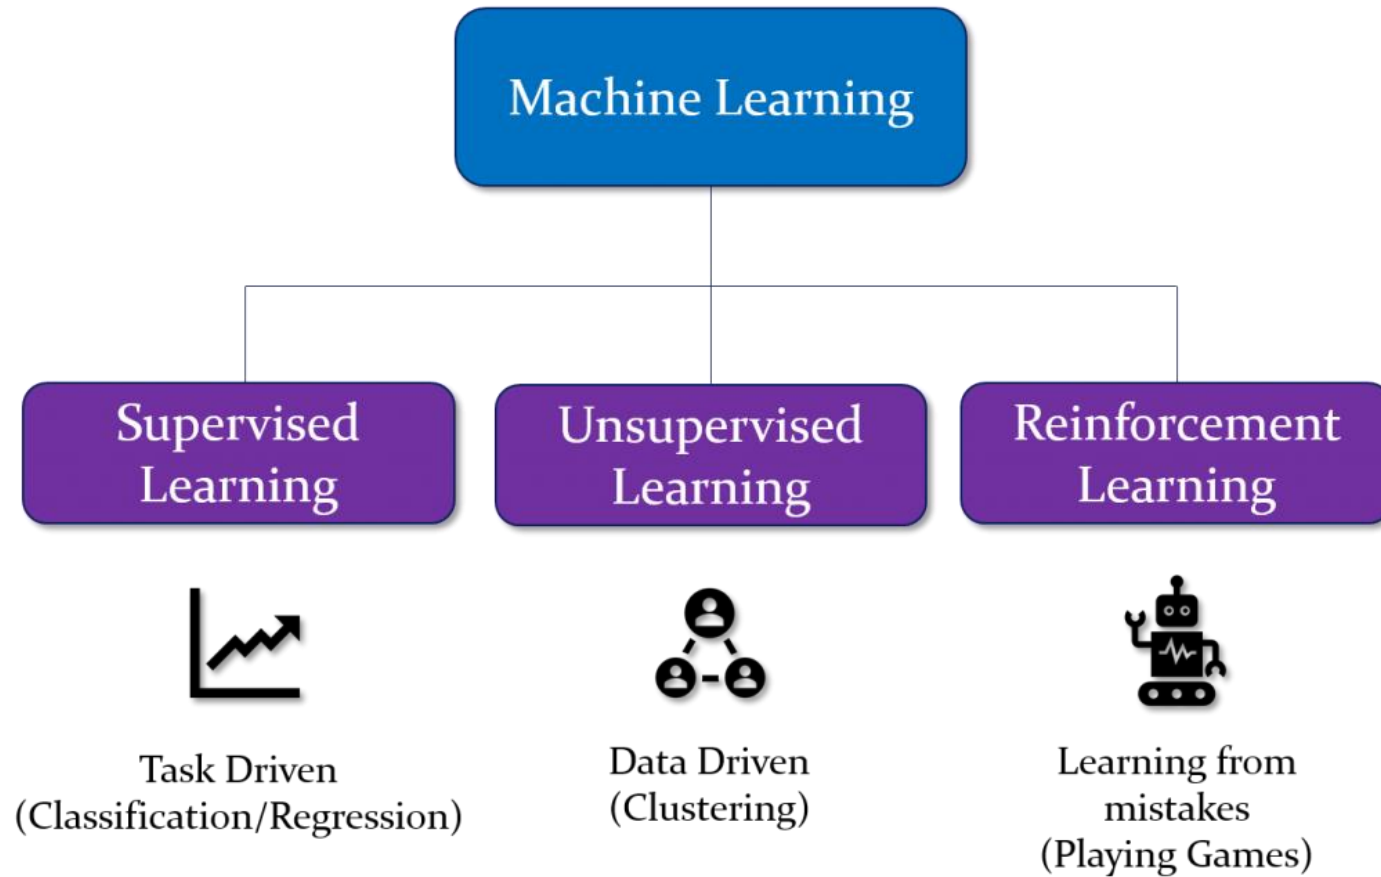 Machine Learning
Supervised
Learning
Unsupervised
Learning
Reinforcement
Learning
Task Driven
(Classification/Regression)
Data Driven
(Clustering)
Learning from
mistakes
(Playing Games)